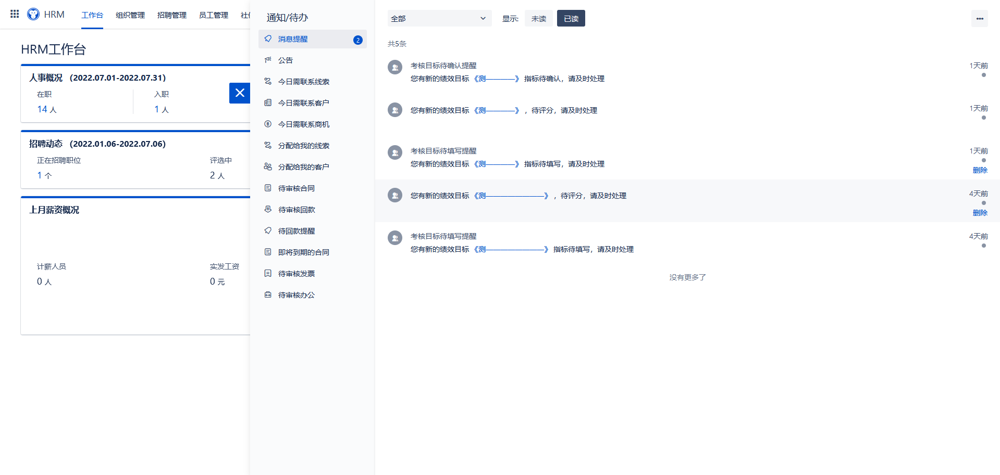 HRM
工作台
组织管理
招聘管理
员工管理
HRM工作台
人事概况 （2022.07.01-2022.07.31）
在职
入职
14 人
1 人
招聘动态 （2022.01.06-2022.07.06）
正在招聘职位
评选中
1 个
2 人
上月薪资概况
计薪人员
实发工资
0 人
0 元
通知/待办
消息提醒
2
公告
今日需联系线索
今日需联系客户
今日需联系商机
分配给我的线索
分配给我的客户
待审核合同
待审核回款
待回款提醒
即将到期的合同
待审核发票
待审核办公
全部
显示:
未读
已读
共5条
考核目标待确认提醒
1天前
您有新的绩效目标 《测————》 指标待确认，请及时处理
您有新的绩效目标 《测————》 ，待评分，请及时处理
1天前
考核目标待填写提醒
1天前
您有新的绩效目标 《测————》 指标待填写，请及时处理
删除
您有新的绩效目标 《测————————》 ，待评分，请及时处理
4天前
删除
考核目标待填写提醒
4天前
您有新的绩效目标 《测————————》 指标待填写，请及时处理
没有更多了